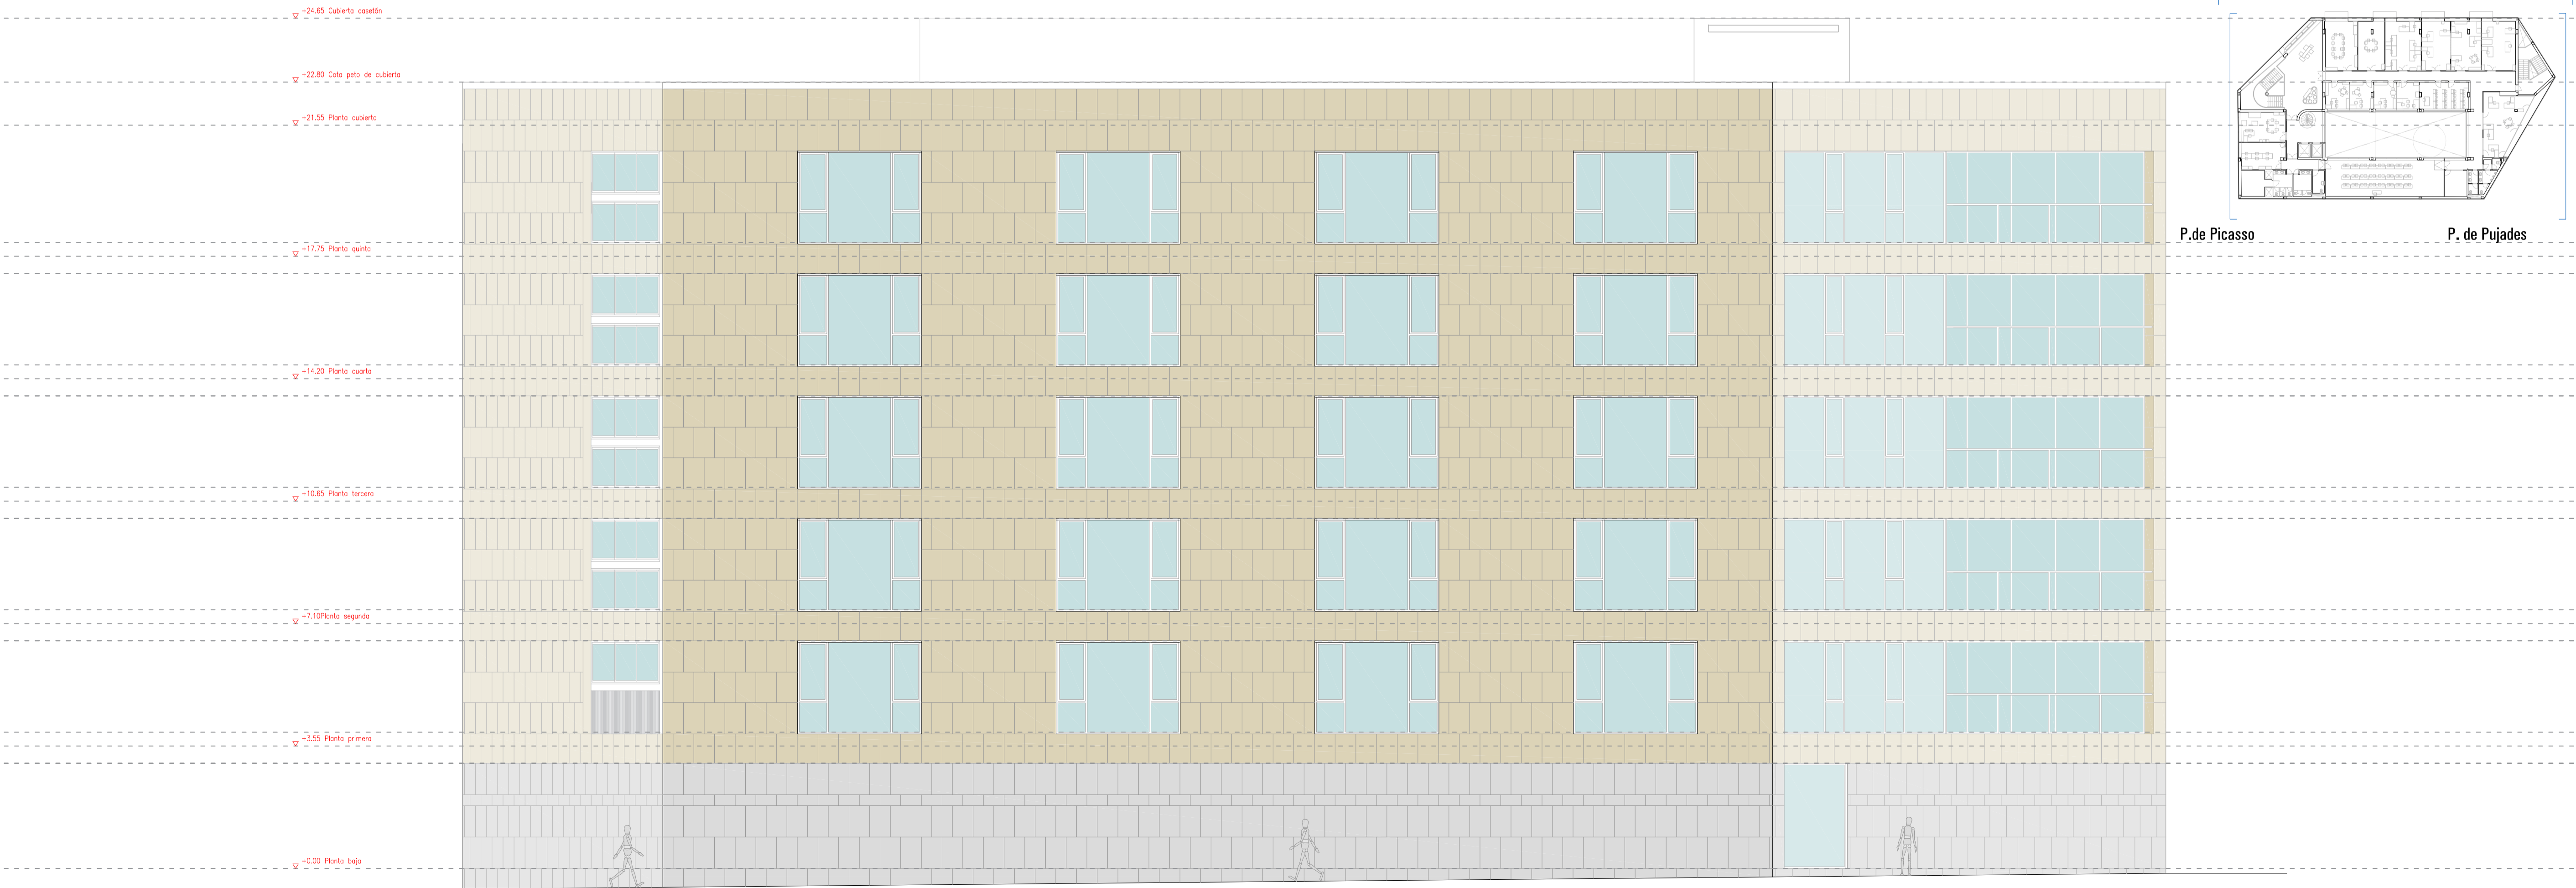 +24.65 Cubierta casetón
+22.80 Cota peto de cubierta
+21.55 Planta cubierta
+17.75 Planta quinta
P.de Picasso
P. de Pujades
+14.20 Planta cuarta
+10.65 Planta tercera
+7.10Planta segunda
+3.55 Planta primera
+0.00 Planta baja